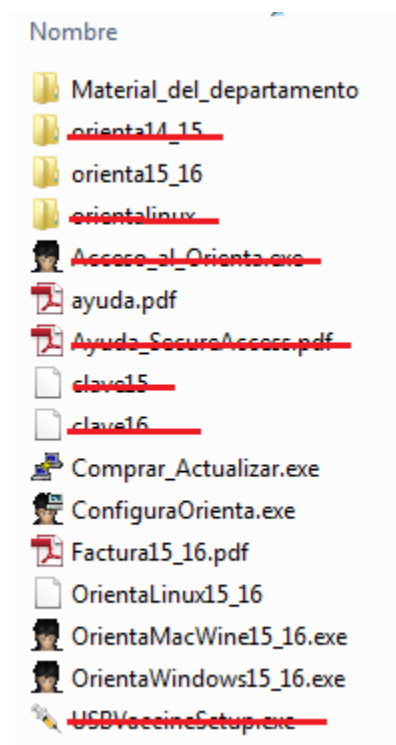 Nombre
Material_del_departamento
orienta14_15
orienta15_16
orientalinux
Acceso_al_Orienta.exe
ayuda.pdf
Ayuda_SecureAccess.pdf
clave15
clave16
Comprar_Actualizar.exe
ConfiguraOrienta.exe
Factura15_16.pdf
OrientaLinux15_16
OrientaMacWine15_16.exe
OrientaWindows15_16.exe
USBVaccineSetup.exe